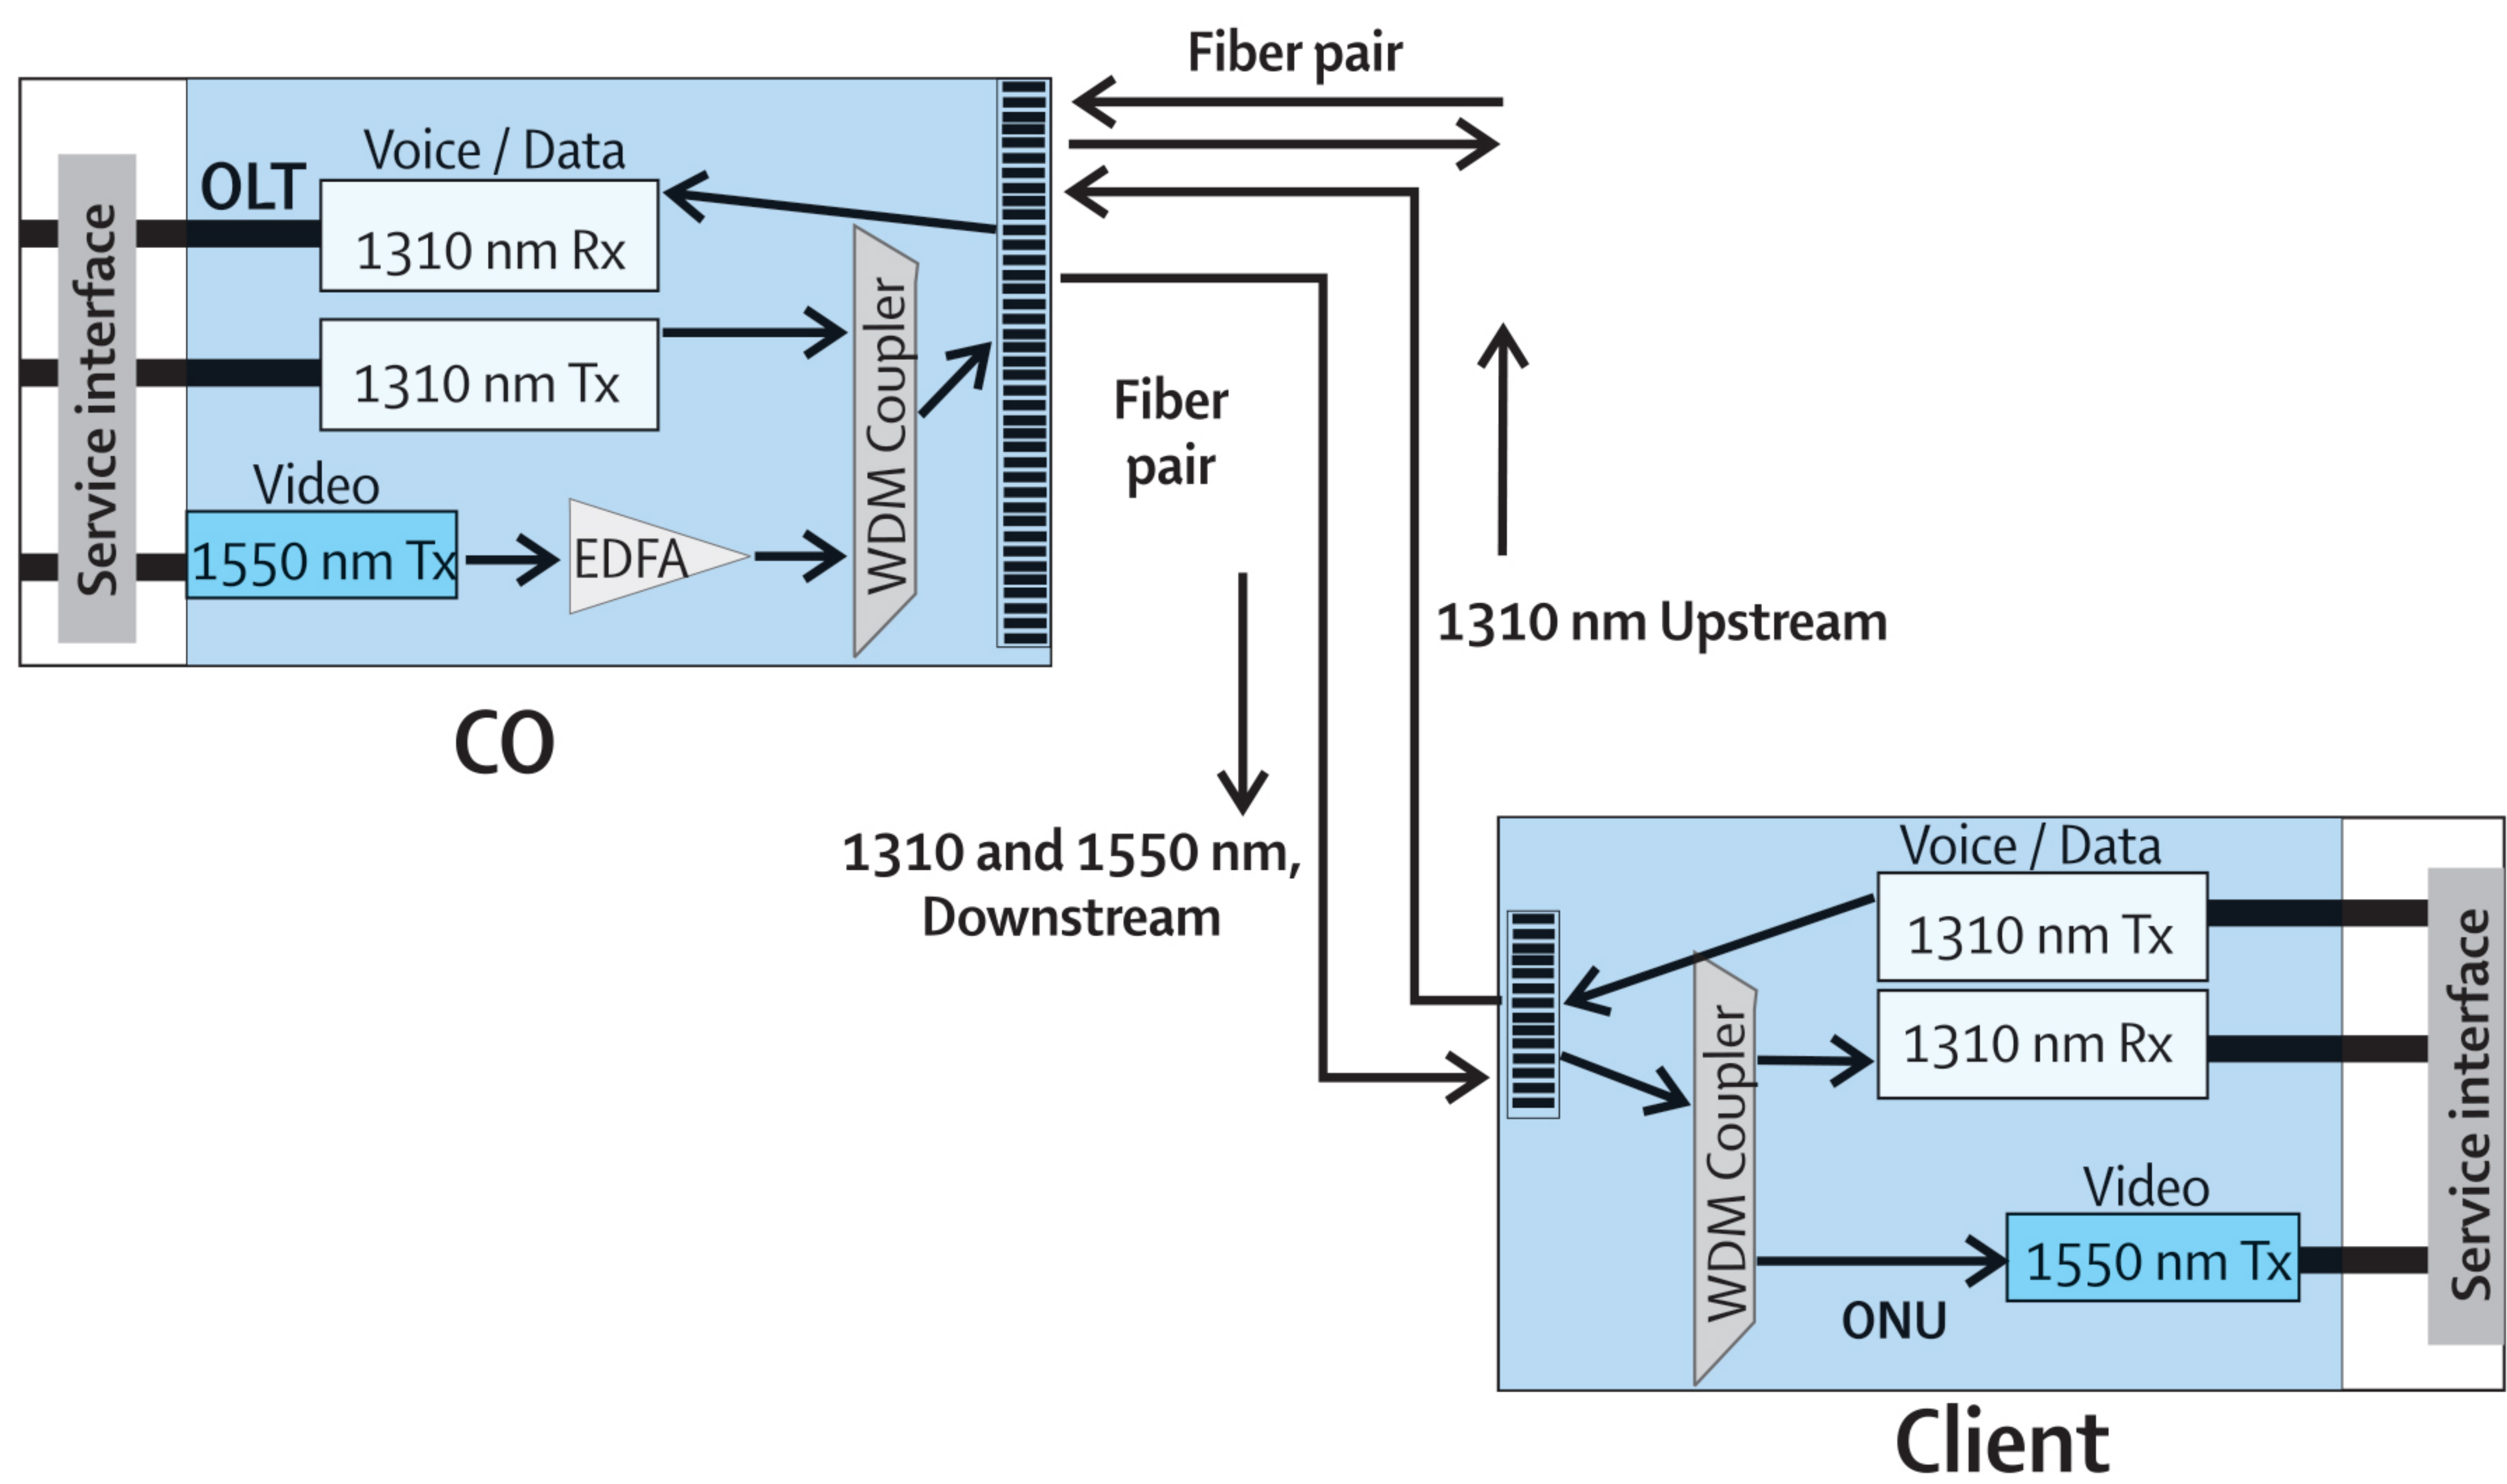 Fiber pair
Voice / Data
OLT
1310 nm Rx
Service interface
1310 nm Tx
WDM Coupler
Video
1550 nm Tx
EDFA
Fiber
pair
1310 nm Upstream
CO
1310 and 1550 nm,
Downstream
Voice / Data
1310 nm Tx
1310 nm Rx
WDM Coupler
Service interface
Video
1550 nm Tx
ONU
Client